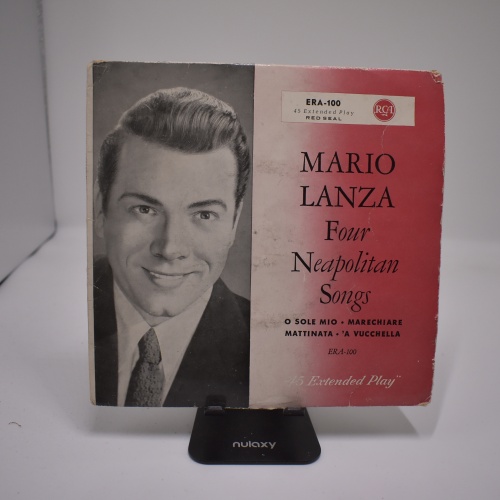 ERA-100
45 Extended Play
RED SEAL
RCA
MARIO
LANZA
Four
Neapolitan
Songs
O SOLE MIO • MARECHIARE
MATTINATA • 'A VUCCHELLA
ERA-100
45 Extended Play"
nulaxy